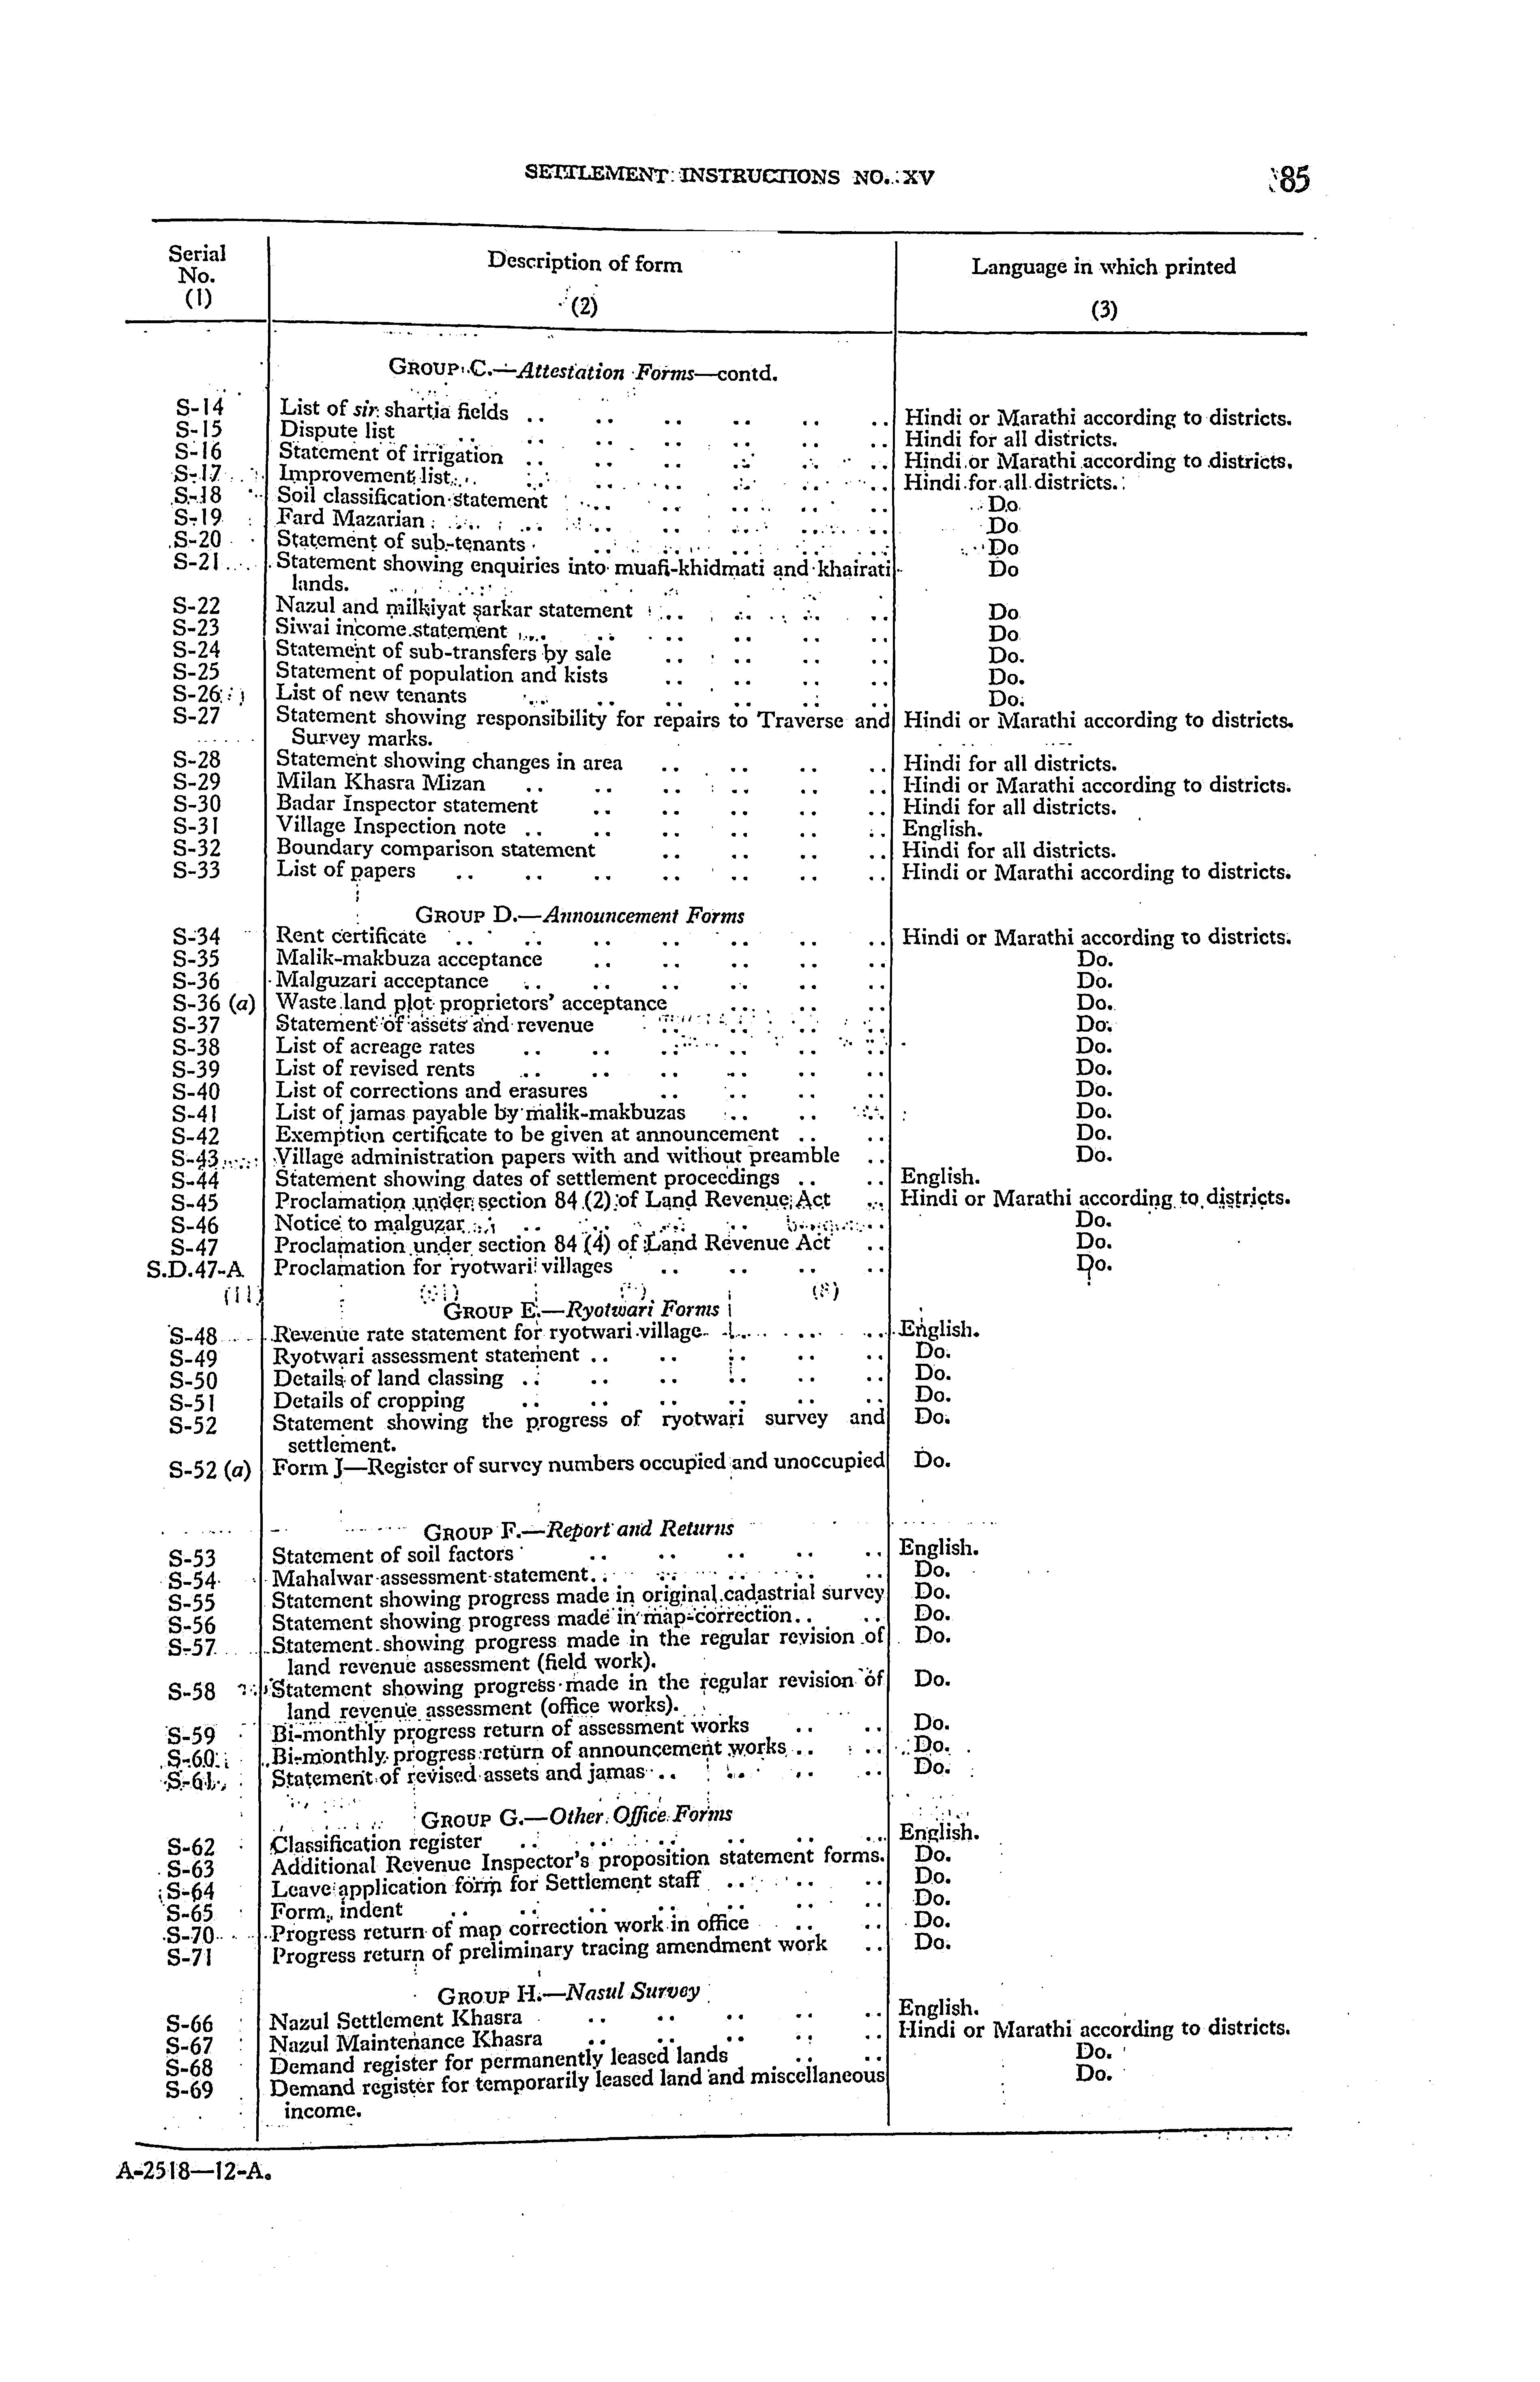 SETTLEMENT INSTRUCTIONS NO. XV 85
Serial No. (1) Description of form (2) Language in which printed (3)
GROUP C.—Attestation Forms—contd.
S-14 List of sir shartia fields .. .. .. .. .. .. Hindi or Marathi according to districts.
S-15 Dispute list .. .. .. .. .. .. .. Hindi for all districts.
S-16 Statement of irrigation .. .. .. .. .. .. Hindi or Marathi according to districts.
S-17 Improvement list .. .. .. .. .. .. Hindi for all districts.
S-18 Soil classification statement .. .. .. .. .. Do.
S-19 Fard Mazarian .. .. .. .. .. .. Do
S-20 Statement of sub-tenants .. .. .. .. .. Do
S-21 Statement showing enquiries into muafi-khidmati and khairati Do
lands.
S-22 Nazul and milkiyat sarkar statement .. .. .. .. Do
S-23 Siwai income statement .. .. .. .. .. .. Do
S-24 Statement of sub-transfers by sale .. .. .. .. Do.
S-25 Statement of population and kists .. .. .. .. Do.
S-26 List of new tenants .. .. .. .. .. .. Do.
S-27 Statement showing responsibility for repairs to Traverse and Hindi or Marathi according to districts.
Survey marks.
S-28 Statement showing changes in area .. .. .. .. Hindi for all districts.
S-29 Milan Khasra Mizan .. .. .. .. .. .. Hindi or Marathi according to districts.
S-30 Badar Inspector statement .. .. .. .. .. Hindi for all districts.
S-31 Village Inspection note .. .. .. .. .. .. English.
S-32 Boundary comparison statement .. .. .. .. Hindi for all districts.
S-33 List of papers .. .. .. .. .. .. .. Hindi or Marathi according to districts.
GROUP D.—Announcement Forms
S-34 Rent certificate .. .. .. .. .. .. .. Hindi or Marathi according to districts.
S-35 Malik-makbuza acceptance .. .. .. .. .. Do.
S-36 Malguzari acceptance .. .. .. .. .. .. Do.
S-36 (a) Waste land plot proprietors' acceptance .. .. .. Do.
S-37 Statement of assets and revenue .. .. .. .. Do.
S-38 List of acreage rates .. .. .. .. .. .. Do.
S-39 List of revised rents .. .. .. .. .. .. Do.
S-40 List of corrections and erasures .. .. .. .. Do.
S-41 List of jamas payable by malik-makbuzas .. .. .. Do.
S-42 Exemption certificate to be given at announcement .. .. Do.
S-43 Village administration papers with and without preamble .. Do.
S-44 Statement showing dates of settlement proceedings .. .. English.
S-45 Proclamation under section 84 (2) of Land Revenue Act .. Hindi or Marathi according to districts.
S-46 Notice to malguzar .. .. .. .. .. .. Do.
S-47 Proclamation under section 84 (4) of Land Revenue Act .. Do.
S.D.47-A Proclamation for ryotwari villages .. .. .. .. Do.
GROUP E.—Ryotwari Forms
S-48 Revenue rate statement for ryotwari village .. .. .. English.
S-49 Ryotwari assessment statement .. .. .. .. .. Do.
S-50 Details of land classing .. .. .. .. .. .. Do.
S-51 Details of cropping .. .. .. .. .. .. Do.
S-52 Statement showing the progress of ryotwari survey and Do.
settlement.
S-52 (a) Form J—Register of survey numbers occupied and unoccupied Do.
GROUP F.—Report and Returns
S-53 Statement of soil factors .. .. .. .. .. English.
S-54 Mahalwar assessment statement .. .. .. .. .. Do.
S-55 Statement showing progress made in original cadastrial survey Do.
S-56 Statement showing progress made in map-correction .. .. Do.
S-57 Statement showing progress made in the regular revision of Do.
land revenue assessment (field work).
S-58 Statement showing progress made in the regular revision of Do.
land revenue assessment (office works).
S-59 Bi-monthly progress return of assessment works .. .. Do.
S-60 Bi-monthly progress return of announcement works .. .. Do.
S-61 Statement of revised assets and jamas .. .. .. .. Do.
GROUP G.—Other Office Forms
S-62 Classification register .. .. .. .. .. .. English.
S-63 Additional Revenue Inspector's proposition statement forms. Do.
S-64 Leave application form for Settlement staff .. .. .. Do.
S-65 Form indent .. .. .. .. .. .. .. Do.
S-70 Progress return of map correction work in office .. .. Do.
S-71 Progress return of preliminary tracing amendment work .. Do.
GROUP H.—Nasul Survey
S-66 Nazul Settlement Khasra .. .. .. .. .. English.
S-67 Nazul Maintenance Khasra .. .. .. .. .. Hindi or Marathi according to districts.
S-68 Demand register for permanently leased lands .. .. Do.
S-69 Demand register for temporarily leased land and miscellaneous Do.
income.
A-2518—12-A.